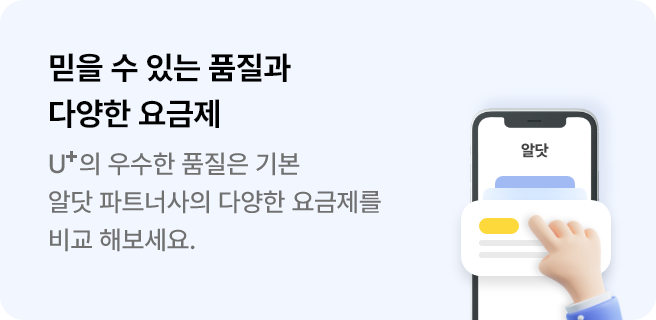 믿을 수 있는 품질과
다양한 요금제
U⁺의 우수한 품질은 기본
알닷 파트너사의 다양한 요금제를
비교 해보세요.
알닷